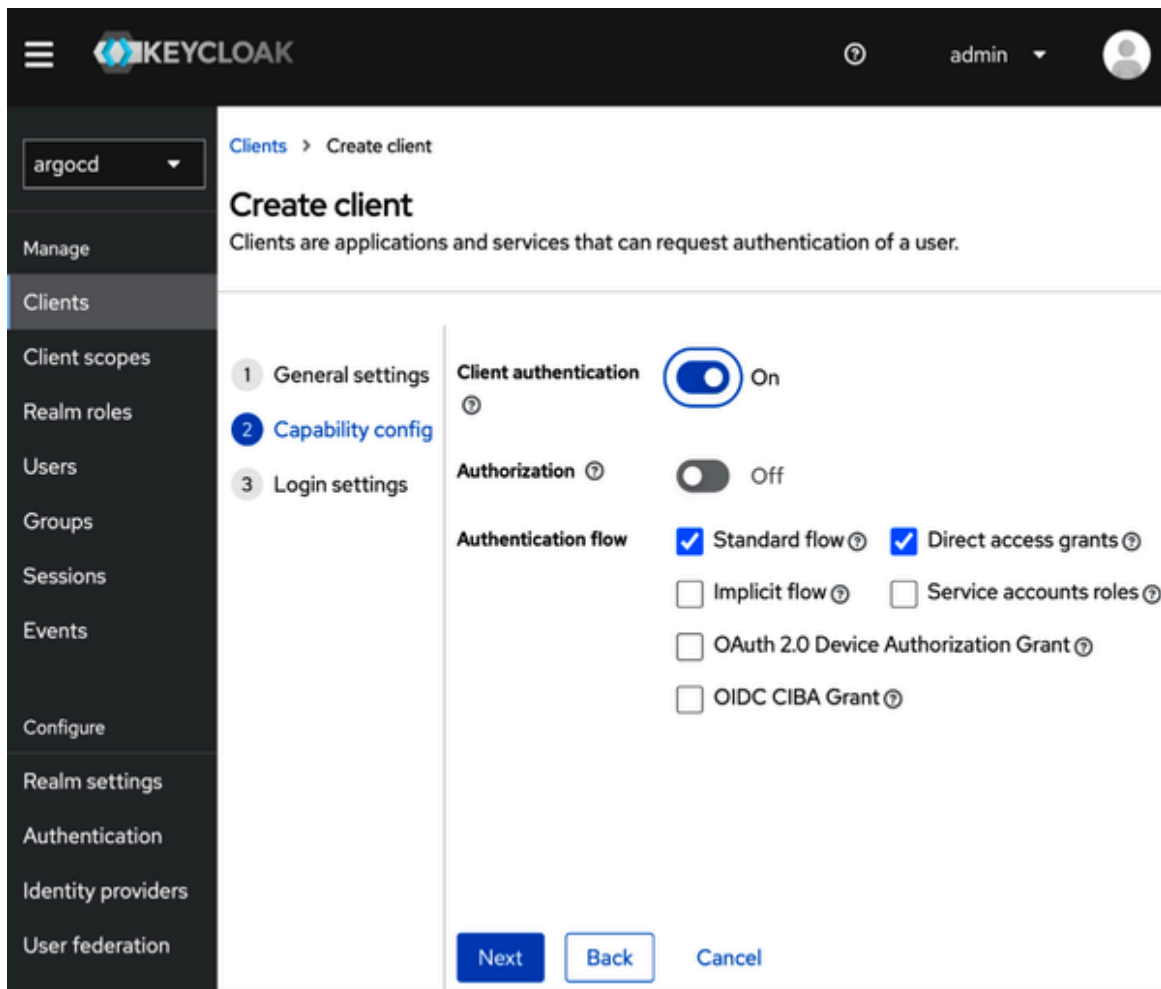 KEYCLOAK
admin
argocd
Manage
Clients
Client scopes
Realm roles
Users
Groups
Sessions
Events
Configure
Realm settings
Authentication
Identity providers
User federation
Clients > Create client
Create client
Clients are applications and services that can request authentication of a user.
1 General settings
2 Capability config
3 Login settings
Client authentication
On
Authorization
Off
Authentication flow
Standard flow
Direct access grants
Implicit flow
Service accounts roles
OAuth 2.0 Device Authorization Grant
OIDC CIBA Grant
Next
Back
Cancel